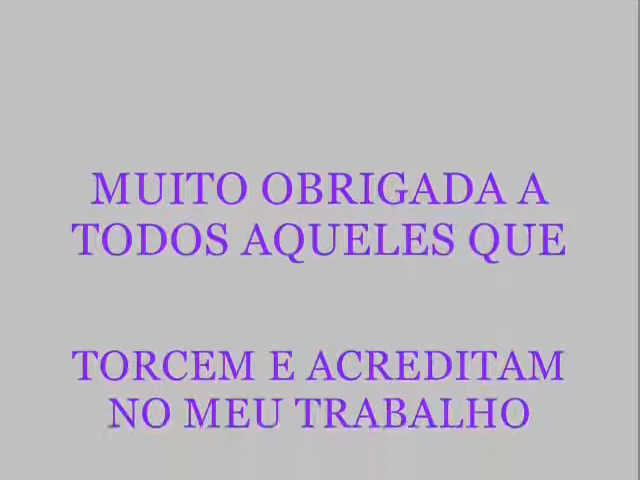 MUITO OBRIGADA A
TODOS AQUELES QUE
TORCEM E ACREDITAM
NO MEU TRABALHO